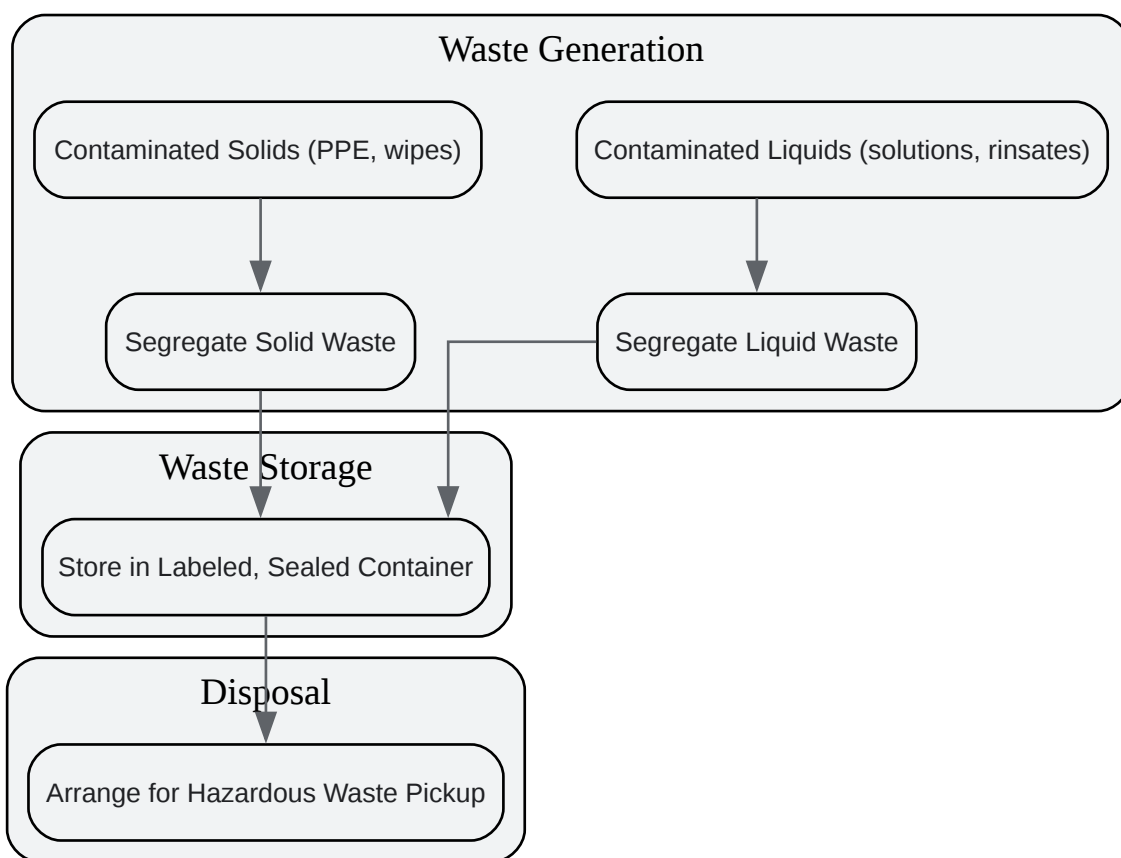 Waste Generation
Contaminated Solids (PPE, wipes)
Contaminated Liquids (solutions, rinsates)
Segregate Solid Waste
Segregate Liquid Waste
Waste Storage
Store in Labeled, Sealed Container
Disposal
Arrange for Hazardous Waste Pickup